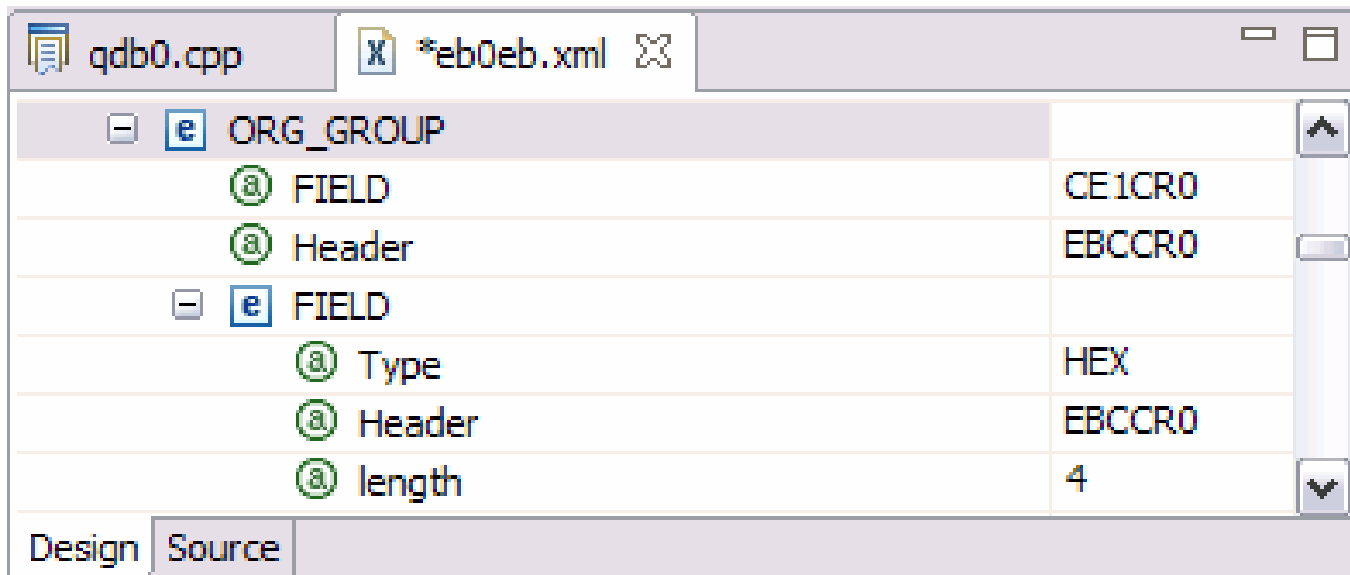 qdb0.cpp *eb0eb.xml
ORG_GROUP
FIELD CE1CR0
Header EBCCR0
FIELD
Type HEX
Header EBCCR0
length 4
Design Source